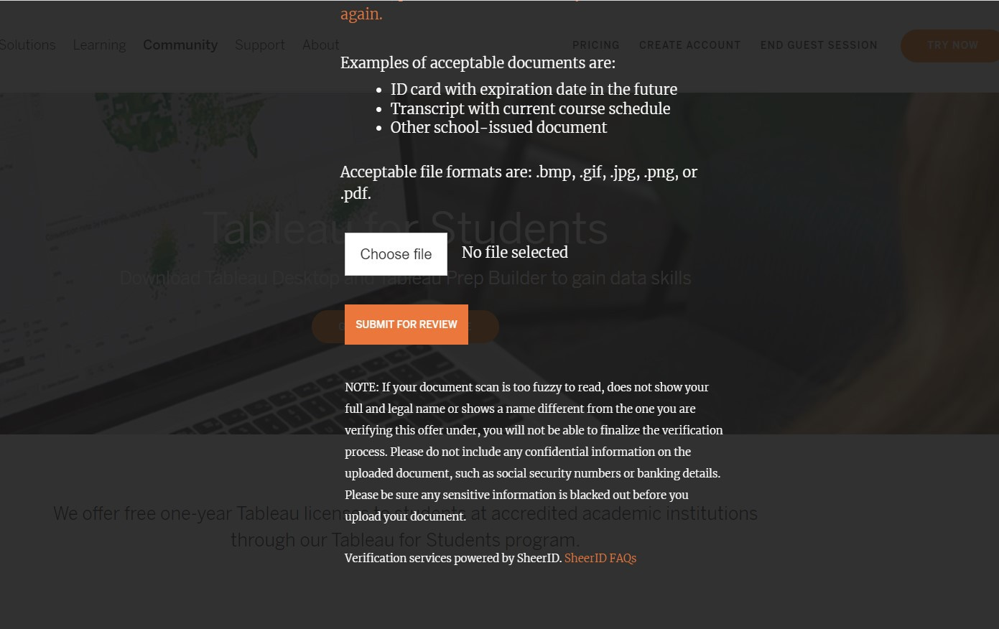 again.
Solutions Learning Community Support About
PRICING CREATE ACCOUNT END GUEST SESSION TRY NOW
Examples of acceptable documents are:
• ID card with expiration date in the future
• Transcript with current course schedule
• Other school-issued document
Acceptable file formats are: .bmp, .gif, .jpg, .png, or
.pdf.
Tableau for Students
Choose file No file selected
Download Tableau Desktop and Tableau Prep Builder to gain data skills
SUBMIT FOR REVIEW
NOTE: If your document scan is too fuzzy to read, does not show your
full and legal name or shows a name different from the one you are
verifying this offer under, you will not be able to finalize the verification
process. Please do not include any confidential information on the
uploaded document, such as social security numbers or banking details.
Please be sure any sensitive information is blacked out before you
upload your document.
We offer free one-year Tableau licenses to students at accredited academic institutions
through our Tableau for Students program.
Verification services powered by SheerID. SheerID FAQs